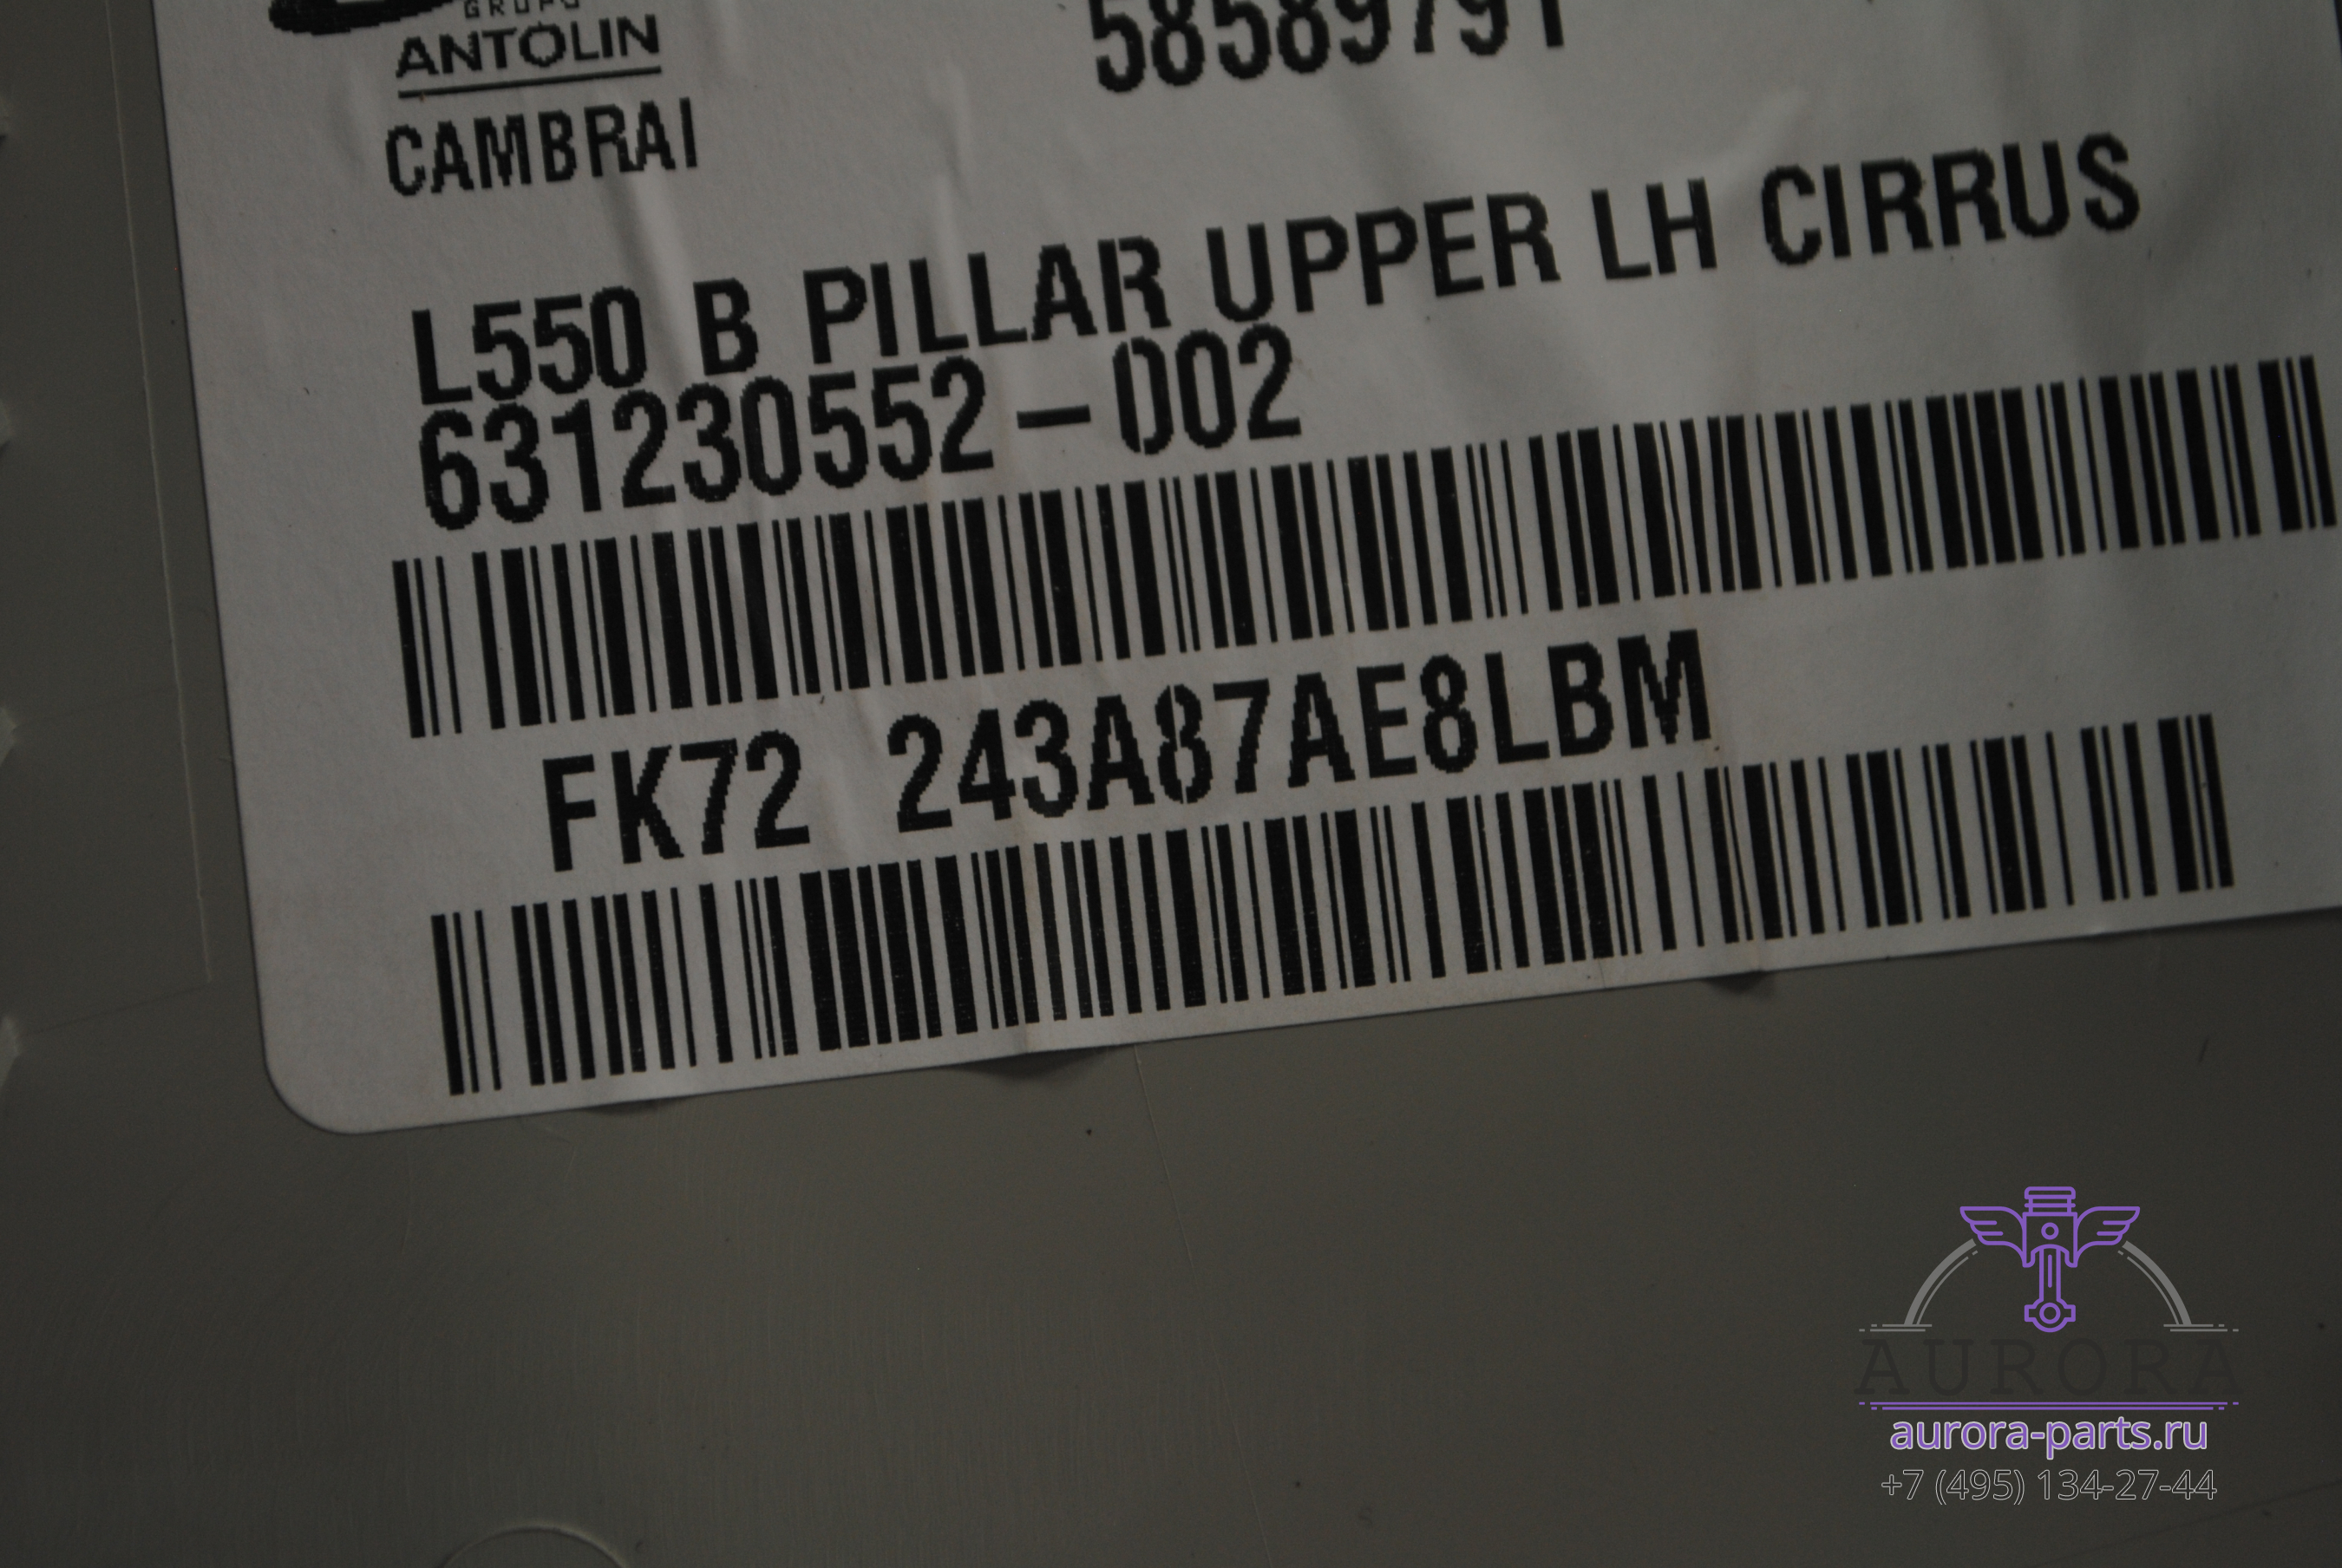 GRUPO
ANTOLIN
CAMBRAI
58589791
L550 B PILLAR UPPER LH CIRRUS
631230552-002
FK72 243A87AE8LBM
AURORA
aurora-parts.ru
+7 (495) 134-27-44